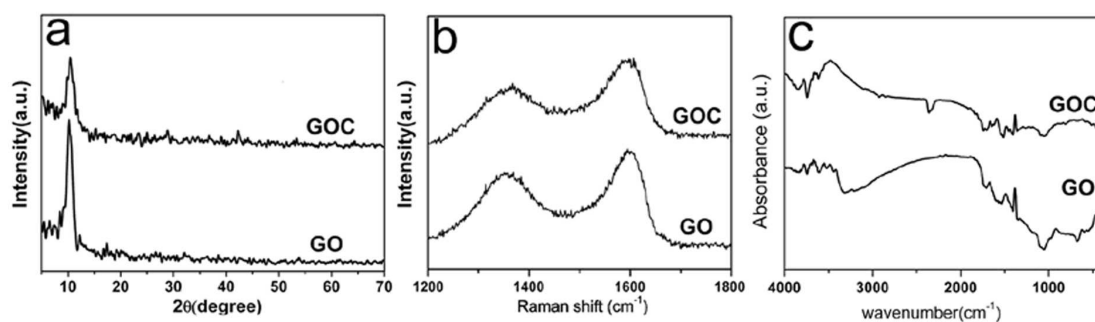 a
Intensity(a.u.)
GOC
GO
10 20 30 40 50 60 70
2θ(degree)
b
Intensity(a.u.)
GOC
GO
1200 1400 1600 1800
Raman shift (cm⁻¹)
c
Absorbance (a.u.)
GOC
GO
4000 3000 2000 1000
wavenumber(cm⁻¹)